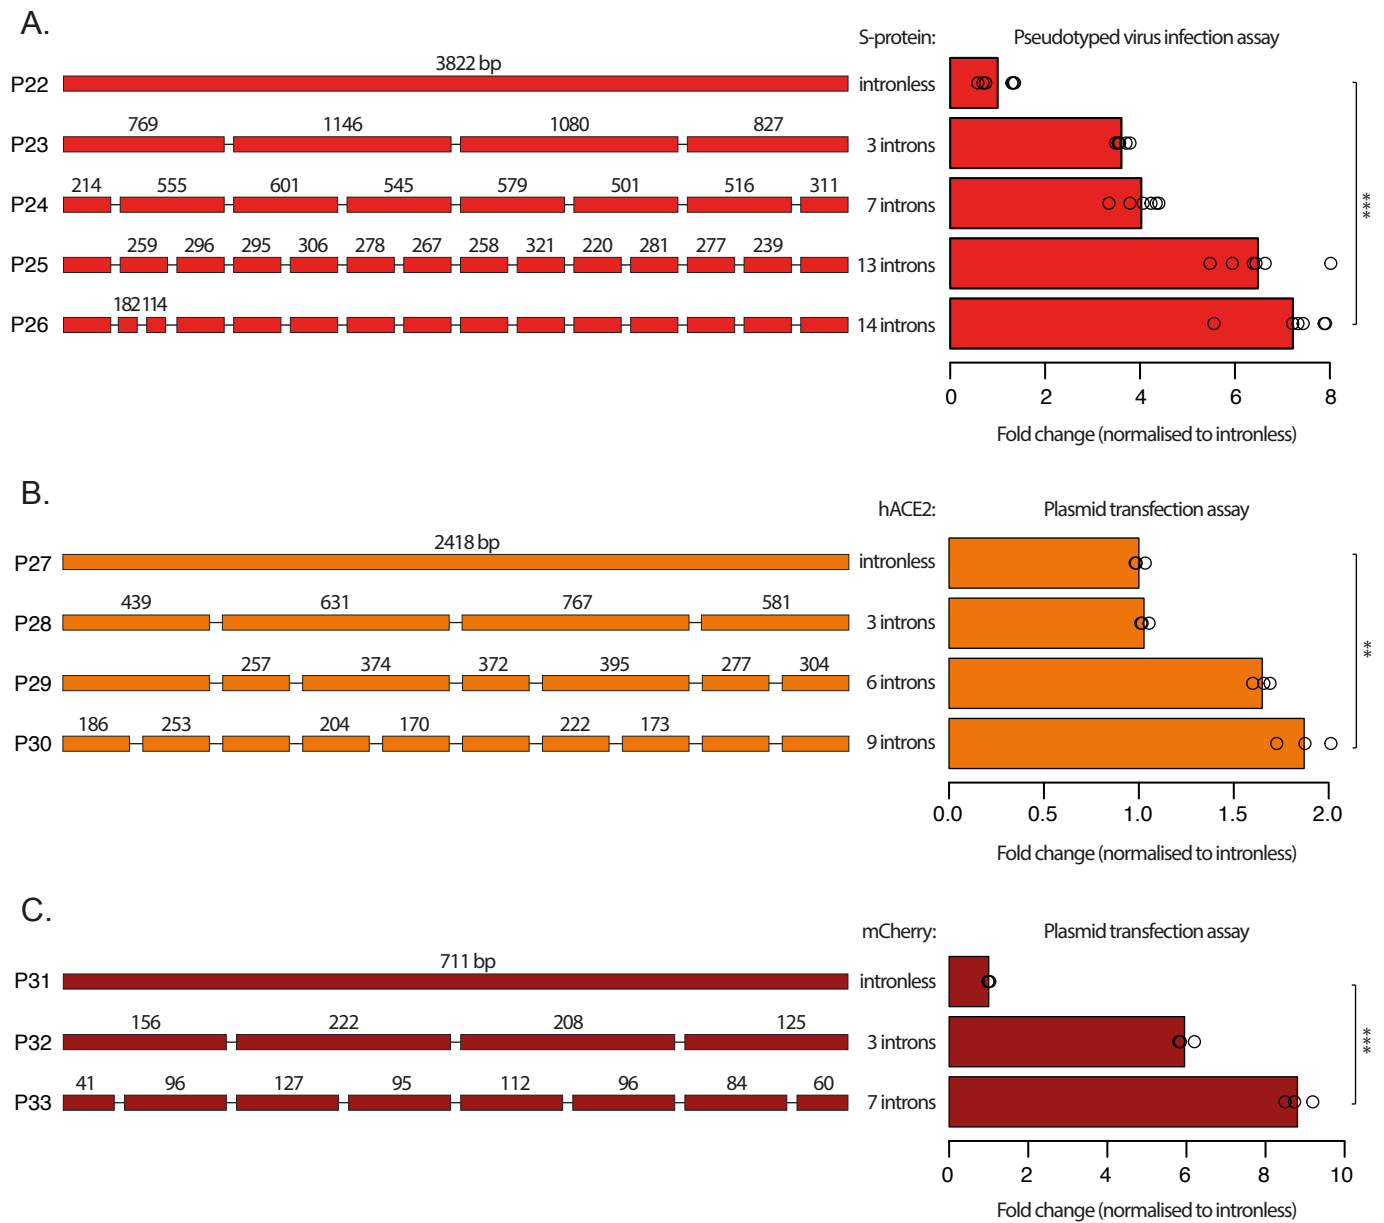 A.
S-protein: Pseudotyped virus infection assay
3822 bp
P22 intronless
769 1146 1080 827
P23 3 introns
214 555 601 545 579 501 516 311
P24 7 introns
***
259 296 295 306 278 267 258 321 220 281 277 239
P25 13 introns
182 114
P26 14 introns
0 2 4 6 8
Fold change (normalised to intronless)
B.
hACE2: Plasmid transfection assay
2418 bp
P27 intronless
439 631 767 581
P28 3 introns
**
257 374 372 395 277 304
P29 6 introns
186 253 204 170 222 173
P30 9 introns
0.0 0.5 1.0 1.5 2.0
Fold change (normalised to intronless)
C.
mCherry: Plasmid transfection assay
711 bp
P31 intronless
156 222 208 125
P32 3 introns
***
41 96 127 95 112 96 84 60
P33 7 introns
0 2 4 6 8 10
Fold change (normalised to intronless)